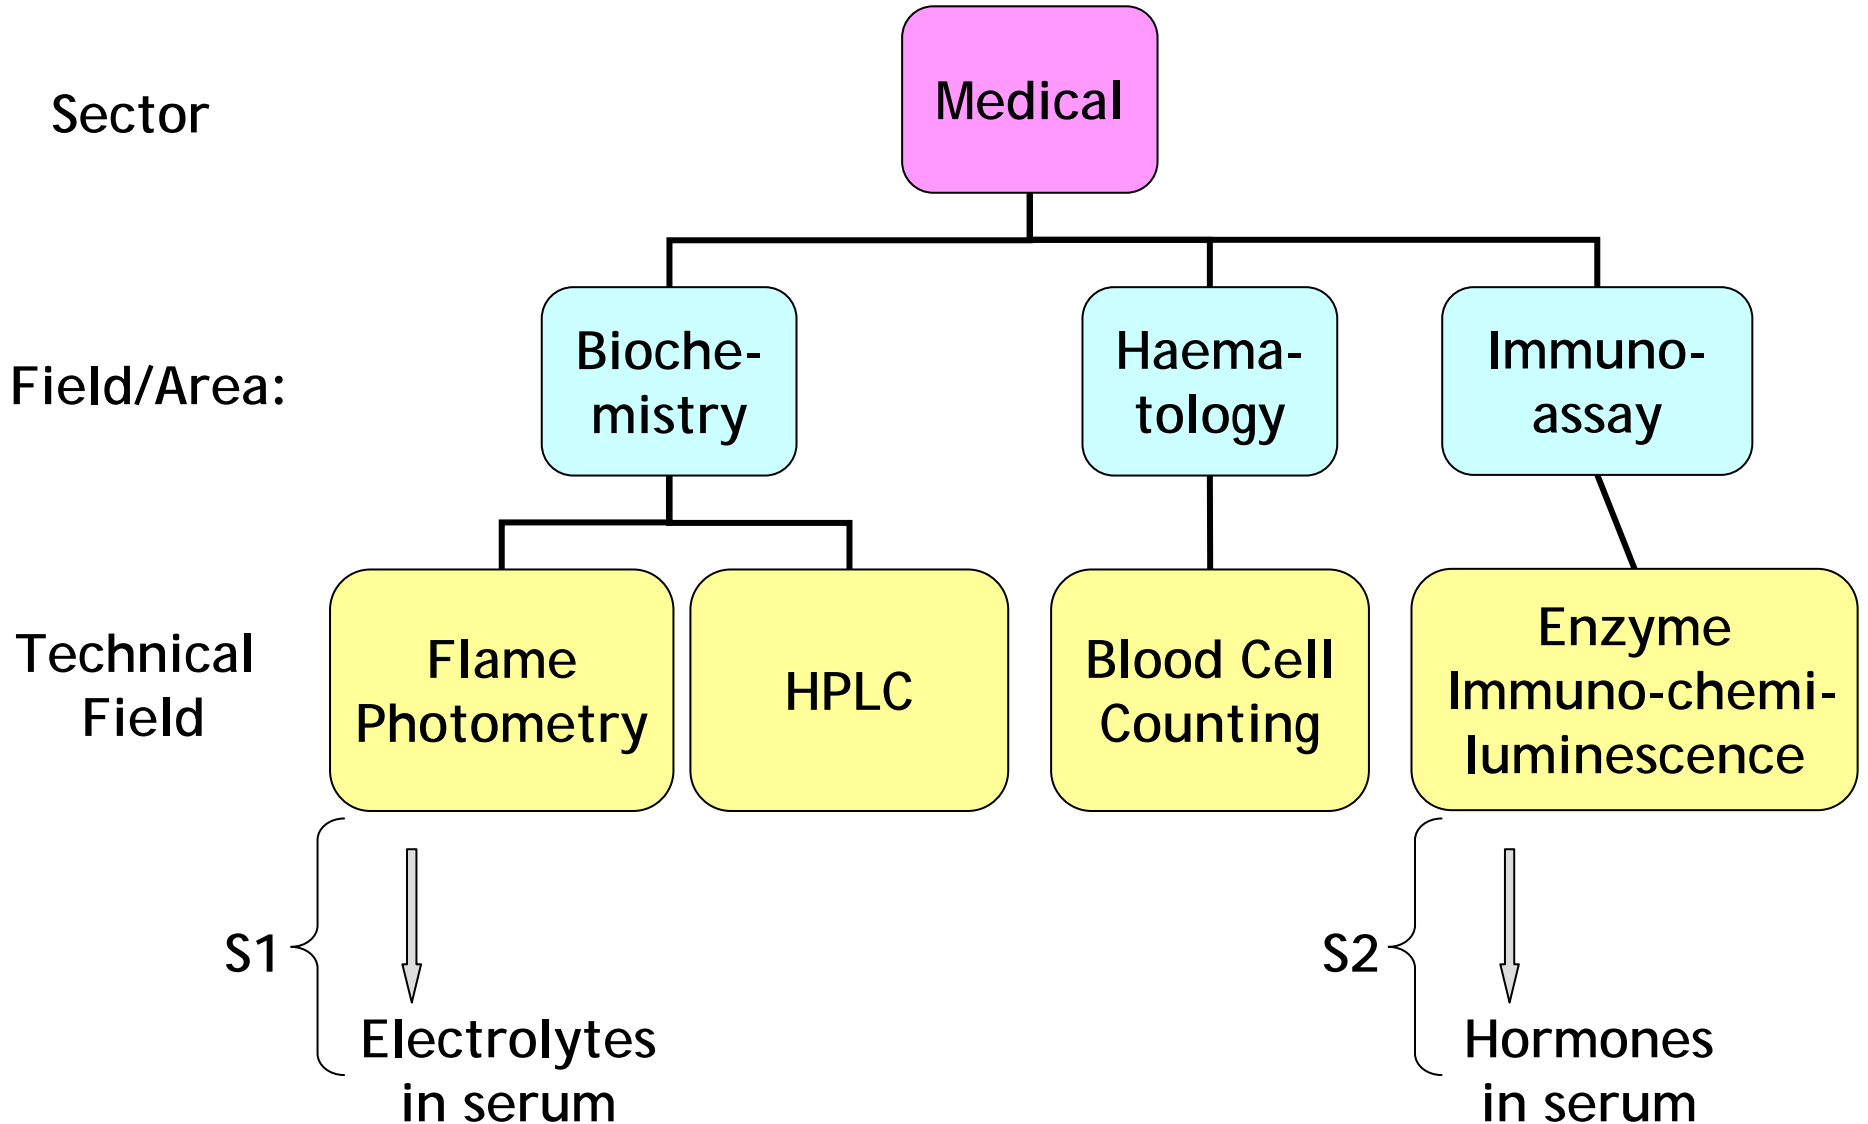 Sector
Medical
Field/Area:
Bioche-
mistry
Haema-
tology
Immuno-
assay
Technical
Field
Flame
Photometry
HPLC
Blood Cell
Counting
Enzyme
Immuno-chemi-
luminescence
S1
Electrolytes
in serum
S2
Hormones
in serum